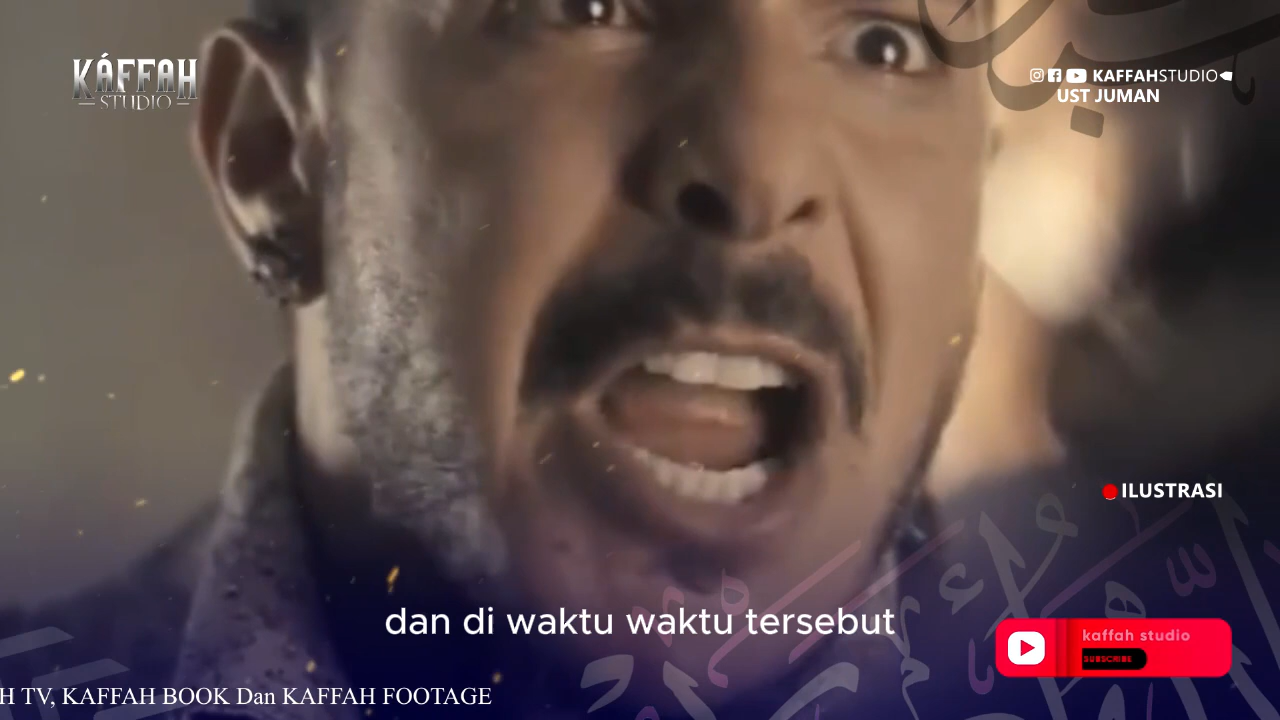 KÁFFAH
STUDIO
KAFFAHSTUDIO
UST JUMAN
ILUSTRASI
dan di waktu waktu tersebut
kaffah studio
SUBSCRIBE
H TV, KAFFAH BOOK Dan KAFFAH FOOTAGE